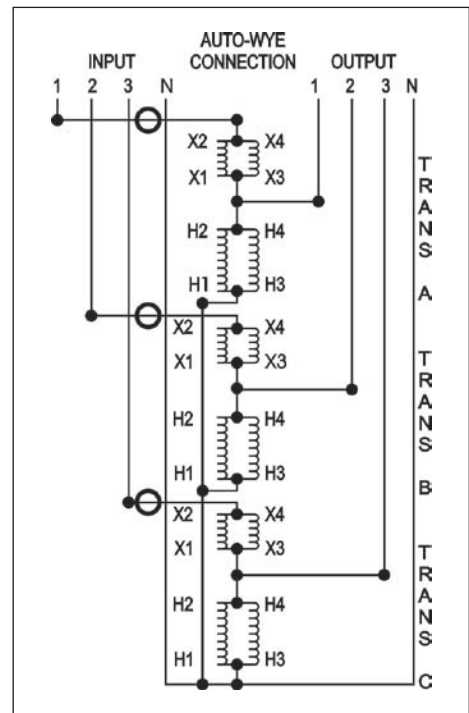 AUTO-WYE
INPUT CONNECTION OUTPUT
1 2 3 N 1 2 3 N
X2 X4
X1 X3
H2 H4
H1 H3
TRANS A
X2 X4
X1 X3
H2 H4
H1 H3
TRANS B
X2 X4
X1 X3
H2 H4
H1 H3
TRANS C